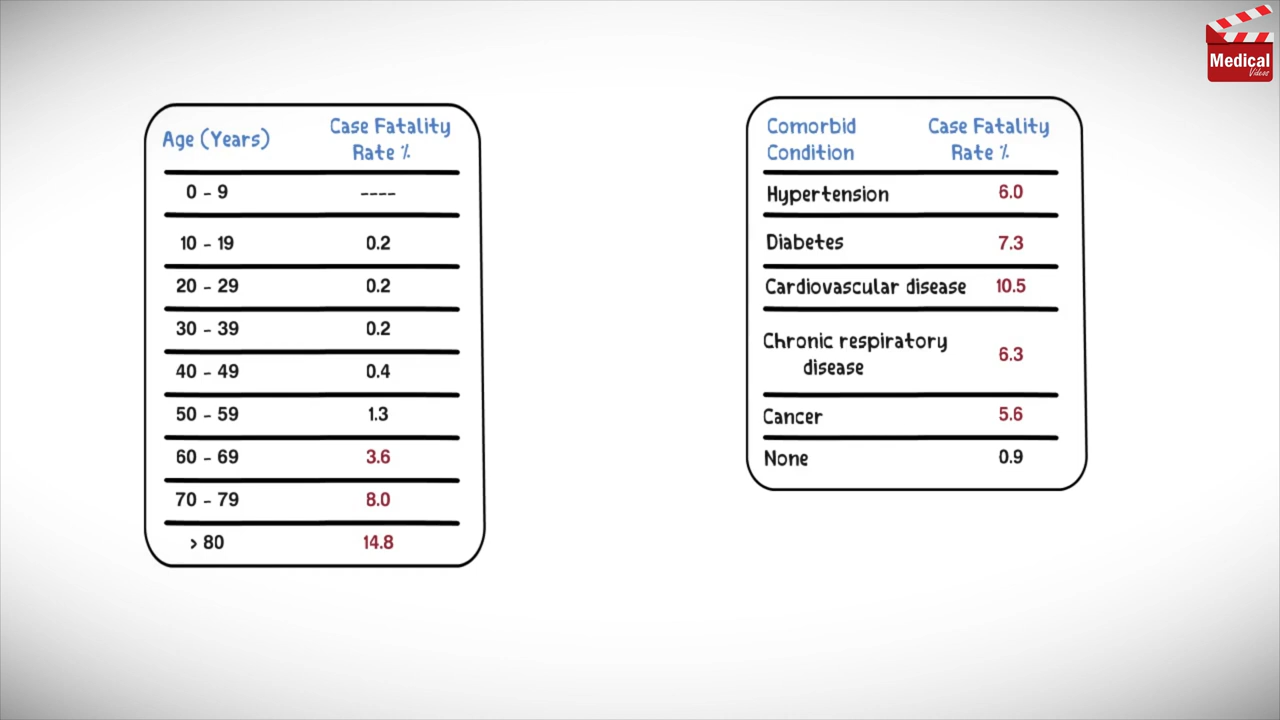 Medical
Videos
Age (Years) Case Fatality Rate %
0 - 9 ----
10 - 19 0.2
20 - 29 0.2
30 - 39 0.2
40 - 49 0.4
50 - 59 1.3
60 - 69 3.6
70 - 79 8.0
> 80 14.8
Comorbid Condition Case Fatality Rate %
Hypertension 6.0
Diabetes 7.3
Cardiovascular disease 10.5
Chronic respiratory disease 6.3
Cancer 5.6
None 0.9